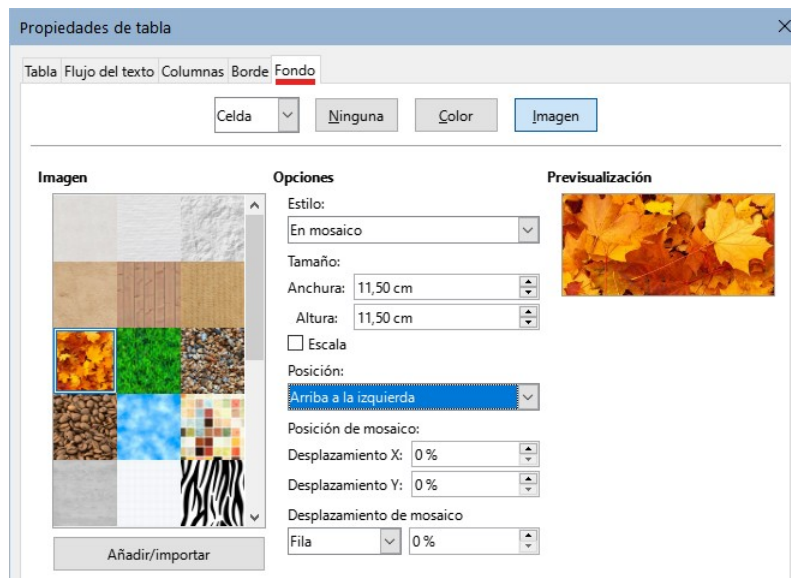 Propiedades de tabla
Tabla Flujo del texto Columnas Borde Fondo
Celda Ninguna Color Imagen
Imagen
Opciones
Previsualización
Estilo:
En mosaico
Tamaño:
Anchura: 11,50 cm
Altura: 11,50 cm
Escala
Posición:
Arriba a la izquierda
Posición de mosaico:
Desplazamiento X: 0 %
Desplazamiento Y: 0 %
Desplazamiento de mosaico
Fila 0 %
Añadir/importar